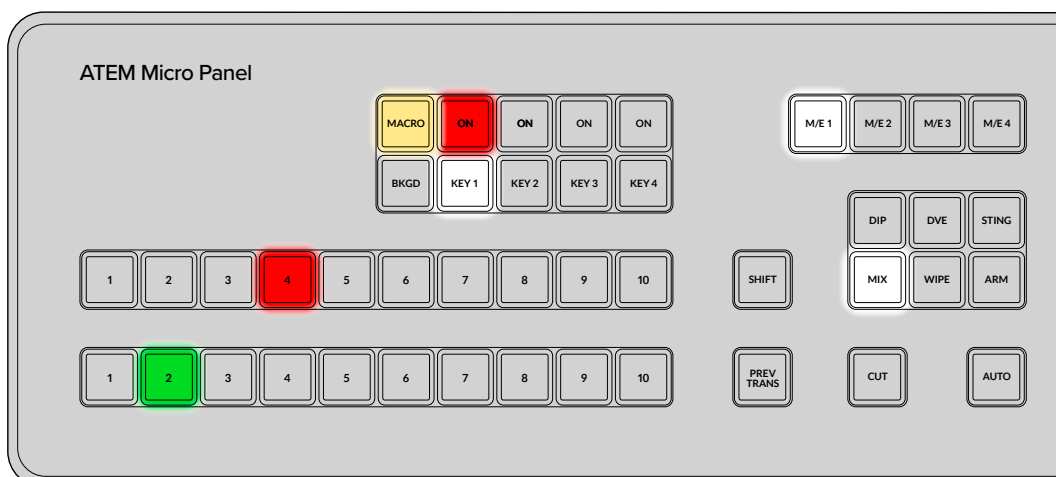 ATEM Micro Panel
MACRO ON ON ON ON
M/E 1 M/E 2 M/E 3 M/E 4
BKGD KEY 1 KEY 2 KEY 3 KEY 4
DIP DVE STING
1 2 3 4 5 6 7 8 9 10
SHIFT
MIX WIPE ARM
1 2 3 4 5 6 7 8 9 10
PREV
TRANS
CUT
AUTO